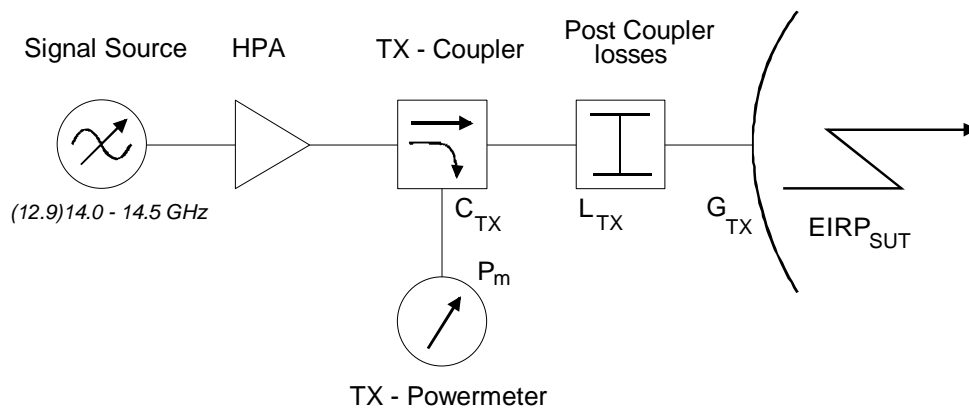 Signal Source
HPA
TX - Coupler
Post Coupler
losses
(12.9)14.0 - 14.5 GHz
C_TX
L_TX
G_TX
EIRP_SUT
P_m
TX - Powermeter